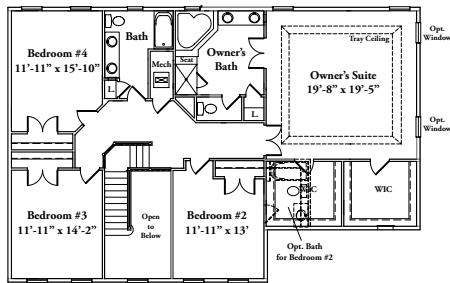 Bedroom #4
11'-11" x 15'-10"
Bath
L.
Mech
Seat
Owner's
Bath
L.
Tray Ceiling
Owner's Suite
19'-8" x 19'-5"
Opt.
Window
Opt.
Window
Bedroom #3
11'-11" x 14'-2"
Open
to
Below
Bedroom #2
11'-11" x 13'
WIC
WIC
Opt. Bath
for Bedroom #2